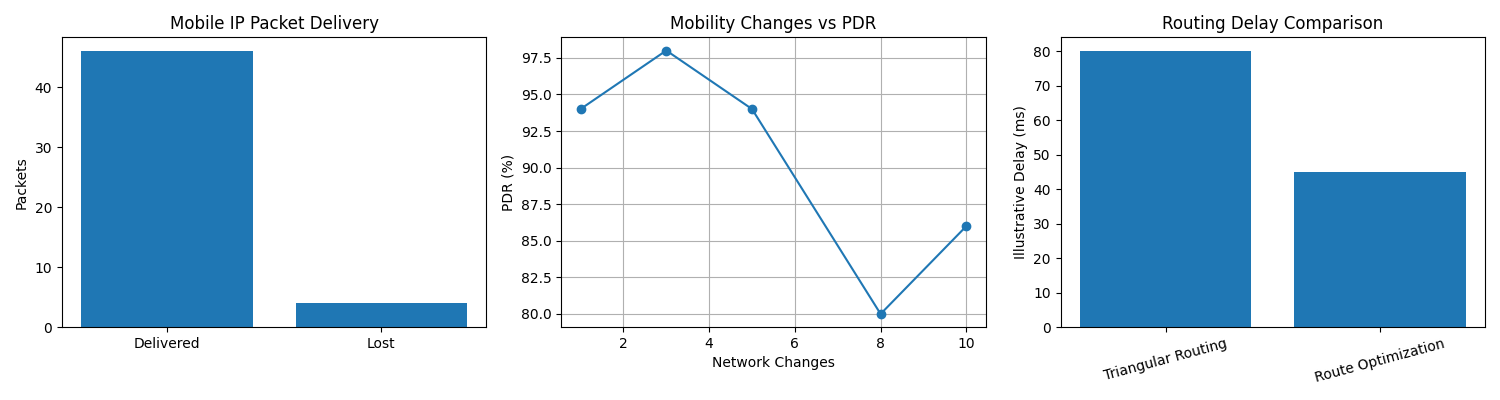 Mobile IP Packet Delivery
Packets
40
30
20
10
0
Delivered Lost
Mobility Changes vs PDR
PDR (%)
97.5
95.0
92.5
90.0
87.5
85.0
82.5
80.0
2 4 6 8 10
Network Changes
Routing Delay Comparison
Illustrative Delay (ms)
80
70
60
50
40
30
20
10
0
Triangular Routing
Route Optimization